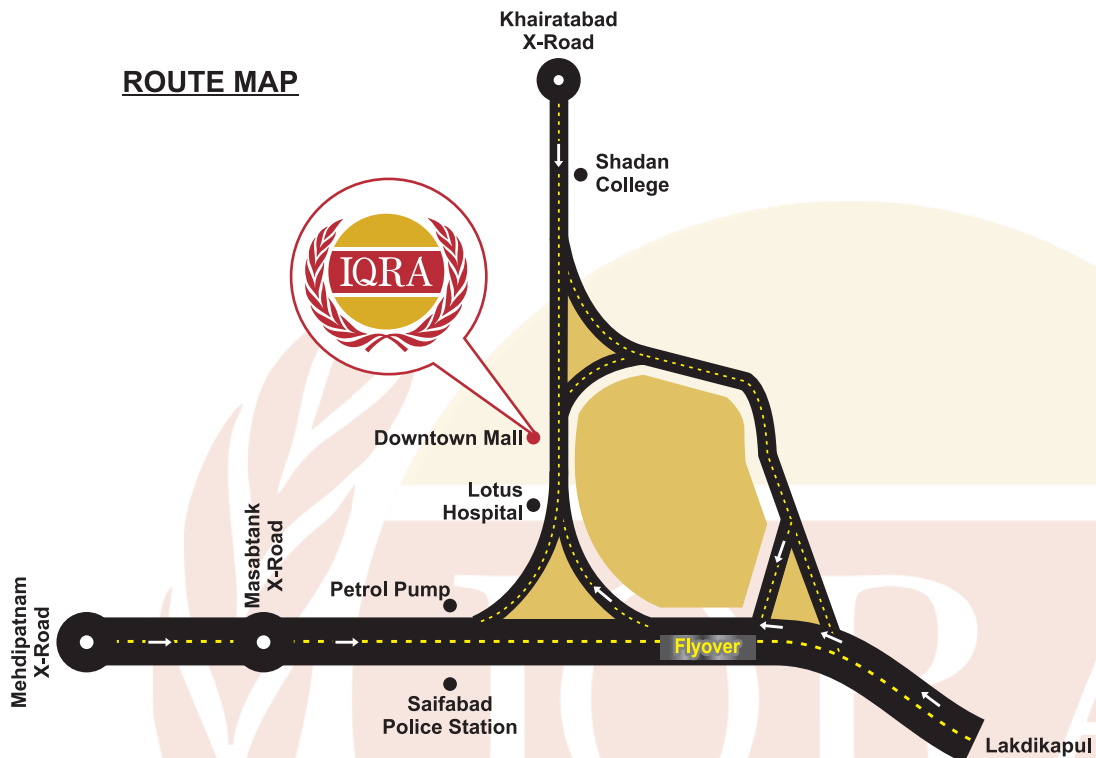 Khairatabad
X-Road
ROUTE MAP
Shadan
College
IQRA
Downtown Mall
Lotus
Hospital
Masabtank
X-Road
Petrol Pump
Mehdipatnam
X-Road
Flyover
Saifabad
Police Station
Lakdikapul
IQRA